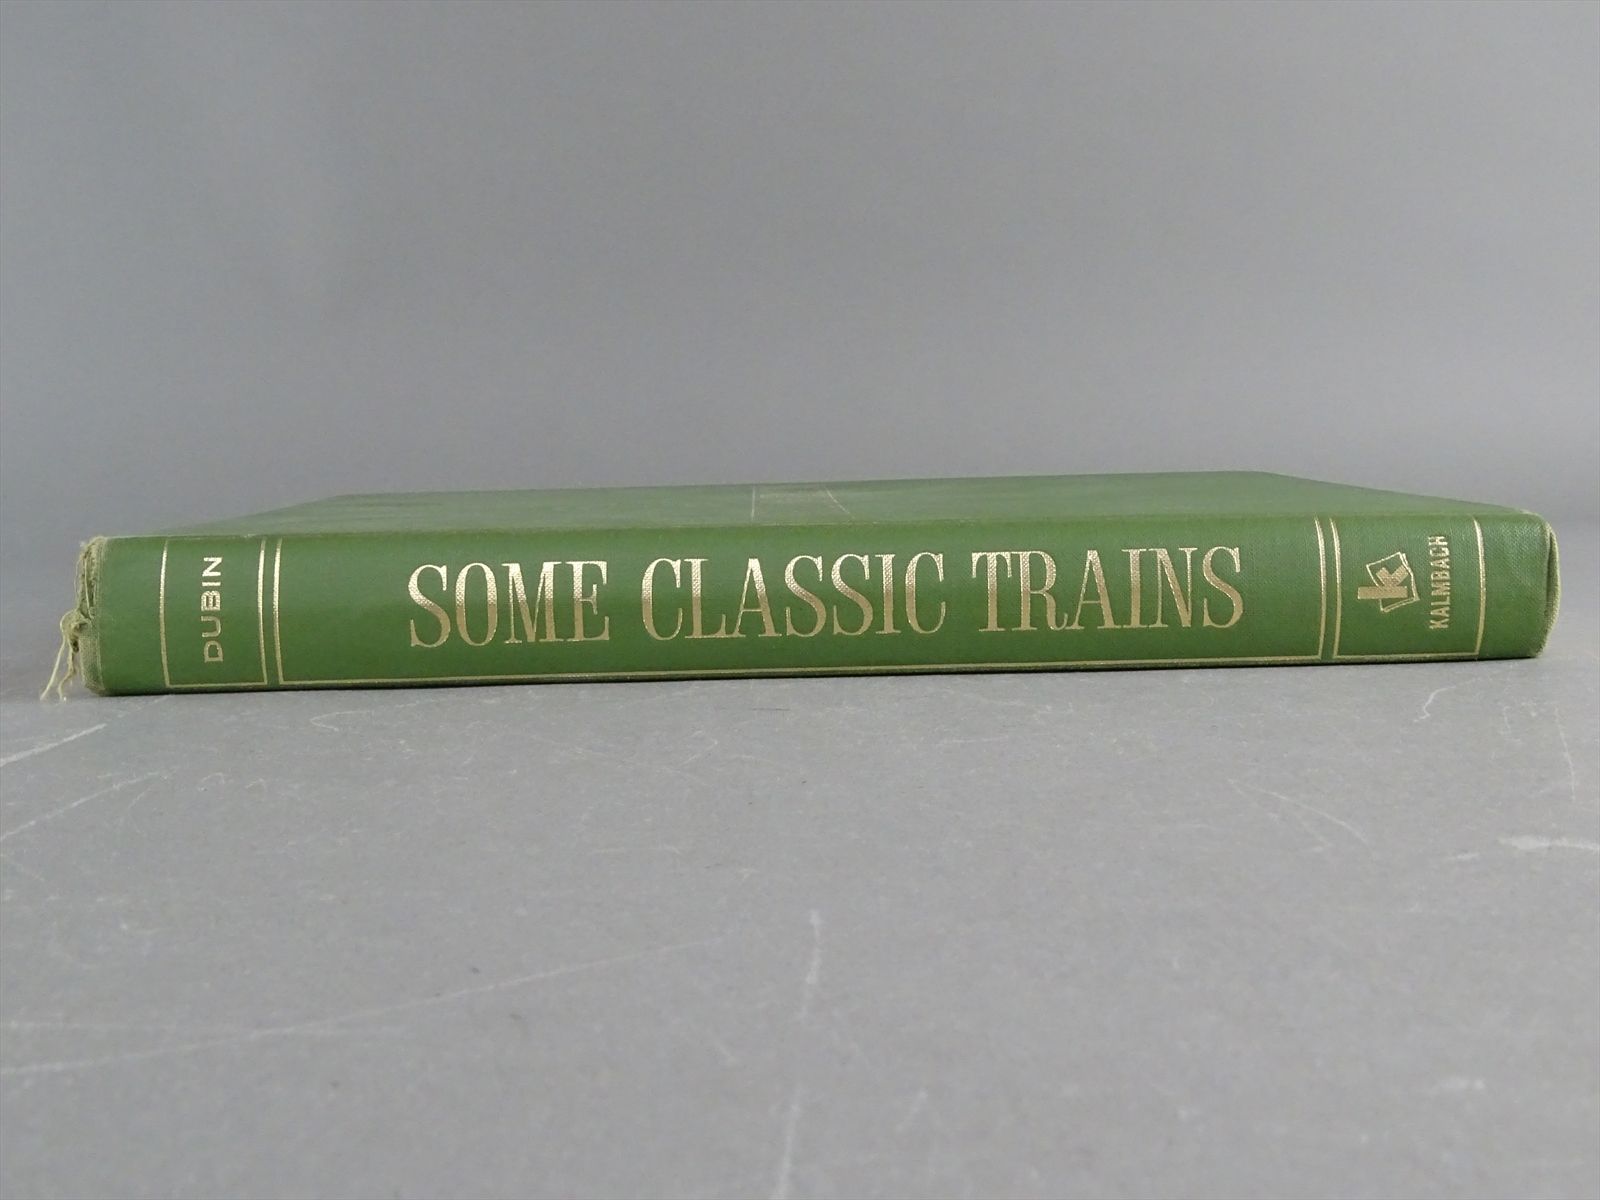 DUBIN
SOME CLASSIC TRAINS
k
KALMBACH